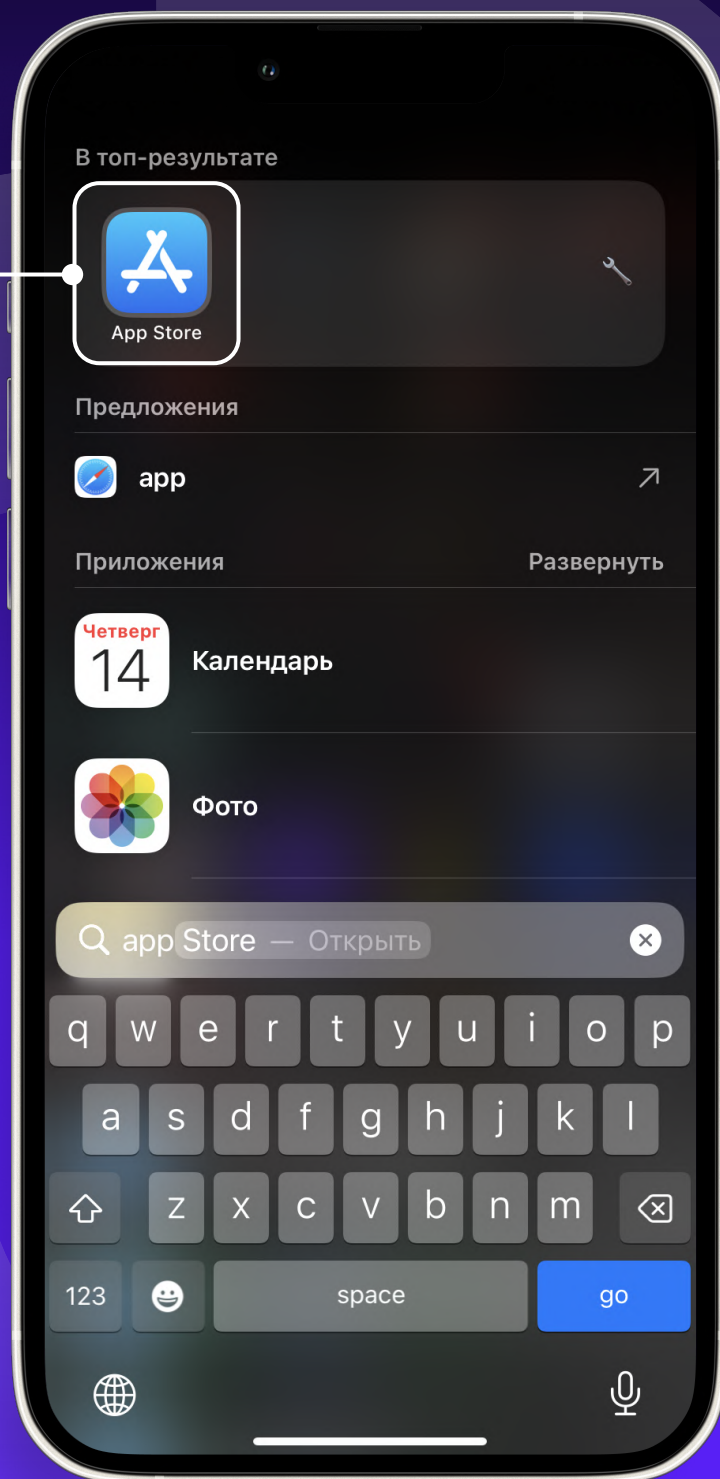 В топ-результате
App Store
Предложения
app
Приложения Развернуть
Четверг
14
Календарь
Фото
app Store — Открыть
q w e r t y u i o p
a s d f g h j k l
z x c v b n m
123 space go